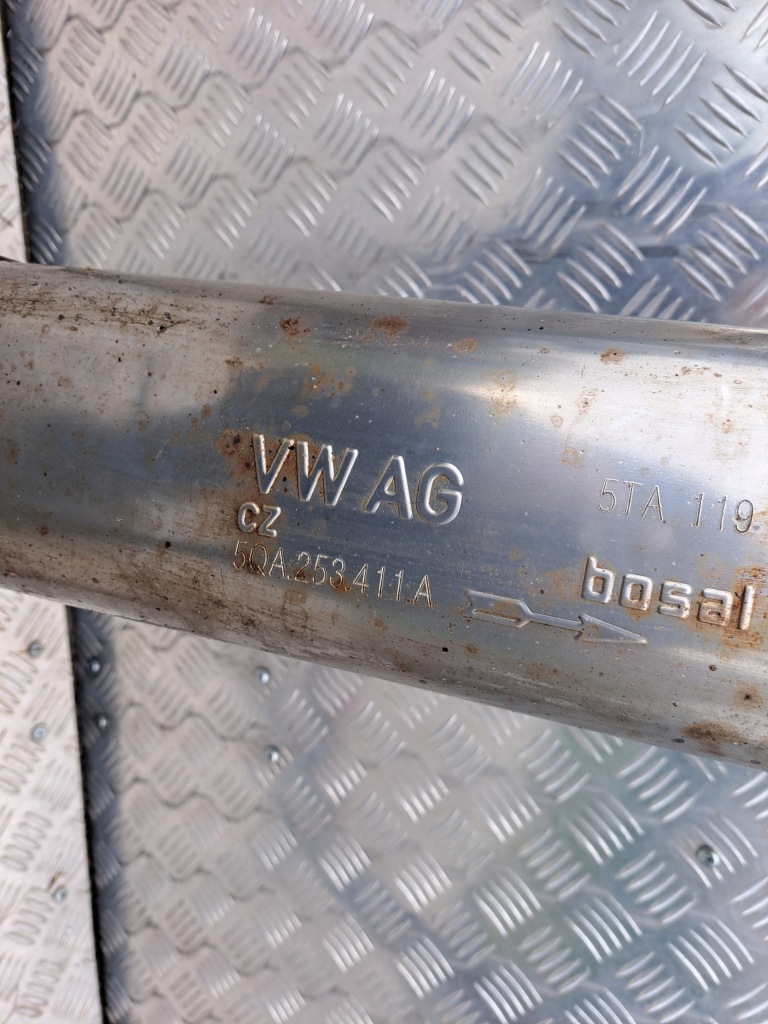 VW AG
CZ
5QA.253.411.A
5TA 119
bosal